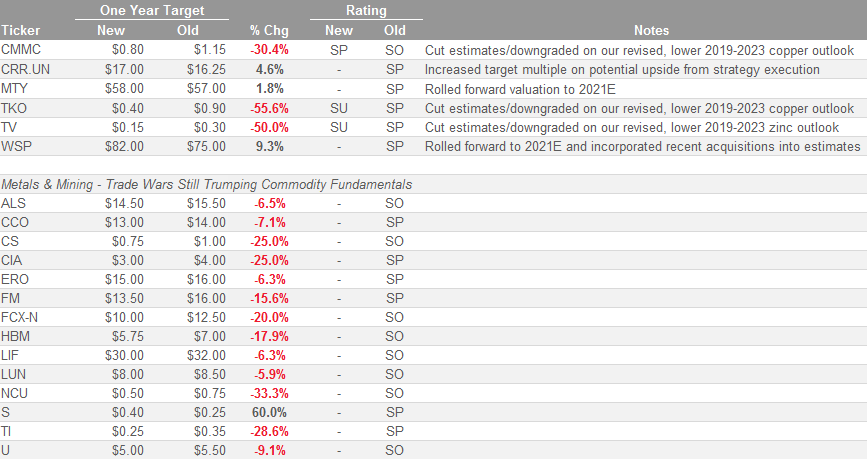 One Year Target Rating
Ticker New Old % Chg New Old Notes
CMMC $0.80 $1.15 -30.4% SP SO Cut estimates/downgraded on our revised, lower 2019-2023 copper outlook
CRR.UN $17.00 $16.25 4.6% - SP Increased target multiple on potential upside from strategy execution
MTY $58.00 $57.00 1.8% - SP Rolled forward valuation to 2021E
TKO $0.40 $0.90 -55.6% SU SP Cut estimates/downgraded on our revised, lower 2019-2023 copper outlook
TV $0.15 $0.30 -50.0% SU SP Cut estimates/downgraded on our revised, lower 2019-2023 zinc outlook
WSP $82.00 $75.00 9.3% - SP Rolled forward to 2021E and incorporated recent acquisitions into estimates
Metals & Mining - Trade Wars Still Trumping Commodity Fundamentals
ALS $14.50 $15.50 -6.5% - SO
CCO $13.00 $14.00 -7.1% - SP
CS $0.75 $1.00 -25.0% - SO
CIA $3.00 $4.00 -25.0% - SO
ERO $15.00 $16.00 -6.3% - SP
FM $13.50 $16.00 -15.6% - SP
FCX-N $10.00 $12.50 -20.0% - SO
HBM $5.75 $7.00 -17.9% - SO
LIF $30.00 $32.00 -6.3% - SO
LUN $8.00 $8.50 -5.9% - SO
NCU $0.50 $0.75 -33.3% - SO
S $0.40 $0.25 60.0% - SP
TI $0.25 $0.35 -28.6% - SP
U $5.00 $5.50 -9.1% - SO